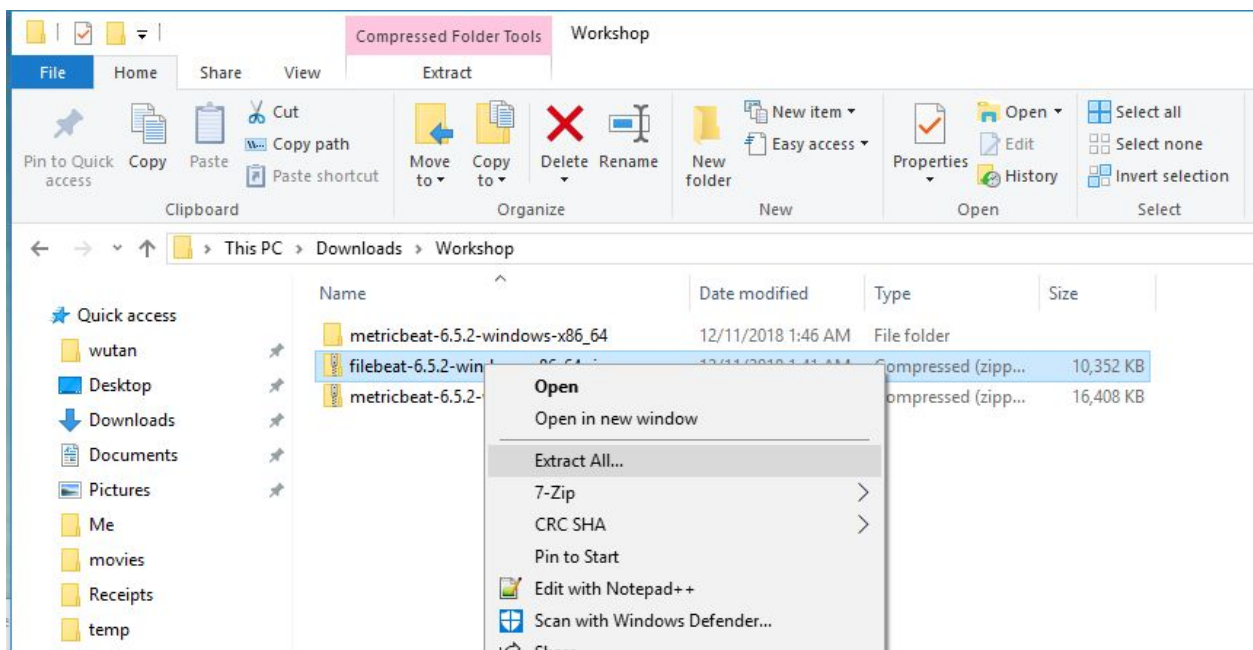 Compressed Folder Tools Workshop
File Home Share View Extract
Pin to Quick access
Copy
Paste
Cut
Copy path
Paste shortcut
Move to
Copy to
Delete
Rename
New folder
New item
Easy access
Properties
Open
Edit
History
Select all
Select none
Invert selection
Clipboard Organize New Open Select
This PC > Downloads > Workshop
Name Date modified Type Size
metricbeat-6.5.2-windows-x86_64 12/11/2018 1:46 AM File folder
filebeat-6.5.2-win Compressed (zipp... 10,352 KB
metricbeat-6.5.2- ompressed (zipp... 16,408 KB
Quick access
wutan
Desktop
Downloads
Documents
Pictures
Me
movies
Receipts
temp
Open
Open in new window
Extract All...
7-Zip
CRC SHA
Pin to Start
Edit with Notepad++
Scan with Windows Defender...